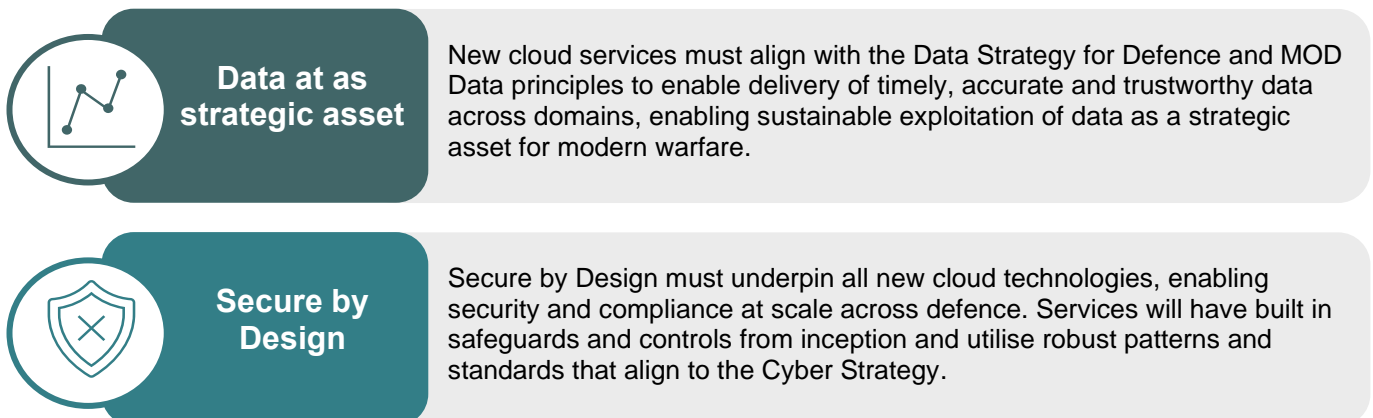 Data at as
strategic asset
New cloud services must align with the Data Strategy for Defence and MOD
Data principles to enable delivery of timely, accurate and trustworthy data
across domains, enabling sustainable exploitation of data as a strategic
asset for modern warfare.
Secure by
Design
Secure by Design must underpin all new cloud technologies, enabling
security and compliance at scale across defence. Services will have built in
safeguards and controls from inception and utilise robust patterns and
standards that align to the Cyber Strategy.